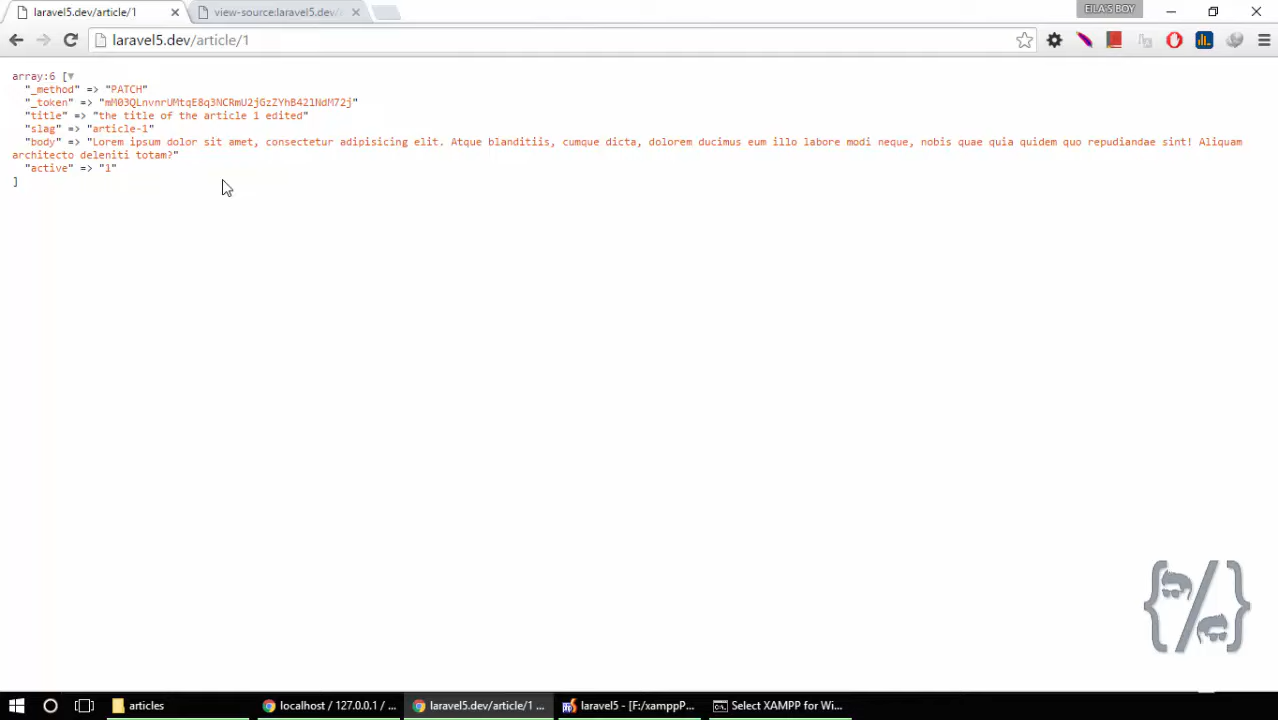 laravel5.dev/article/1
view-source:laravel5.dev/
EILA'S BOY
laravel5.dev/article/1
array:6 [▼
"_method" => "PATCH"
"_token" => "mM03QLnvnrUMtqE8q3NCRmU2jGzZYhB42lNdM72j"
"title" => "the title of the article 1 edited"
"slag" => "article-1"
"body" => "Lorem ipsum dolor sit amet, consectetur adipisicing elit. Atque blanditiis, cumque dicta, dolorem ducimus eum illo labore modi neque, nobis quae quia quidem quo repudiandae sint! Aliquam
architecto deleniti totam?"
"active" => "1"
]
{/}
articles
localhost / 127.0.0.1 / ...
laravel5.dev/article/1 ...
laravel5 - [F:/xamppP...
Select XAMPP for Wi...